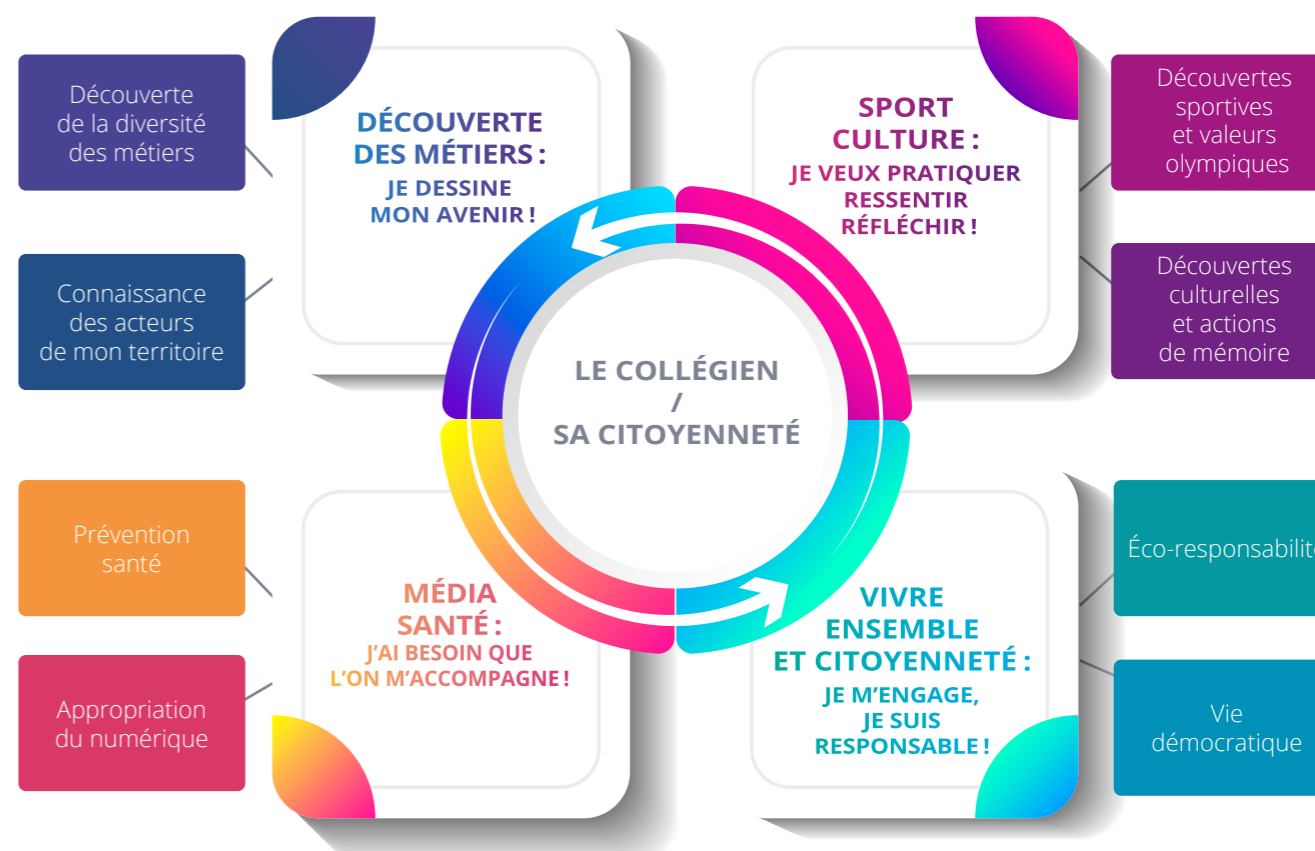 Découverte
de la diversité
des métiers
Connaissance
des acteurs
de mon territoire
DÉCOUVERTE
DES MÉTIERS :
JE DESSINE
MON AVENIR !
SPORT
CULTURE :
JE VEUX PRATIQUER
RESSENTIR
RÉFLÉCHIR !
Découvertes
sportives
et valeurs
olympiques
Découvertes
culturelles
et actions
de mémoire
LE COLLÉGIEN
/
SA CITOYENNETÉ
Prévention
santé
Appropriation
du numérique
MÉDIA
SANTÉ :
J'AI BESOIN QUE
L'ON M'ACCOMPAGNE !
VIVRE
ENSEMBLE
ET CITOYENNETÉ :
JE M'ENGAGE,
JE SUIS
RESPONSABLE !
Éco-responsabilité
Vie
démocratique